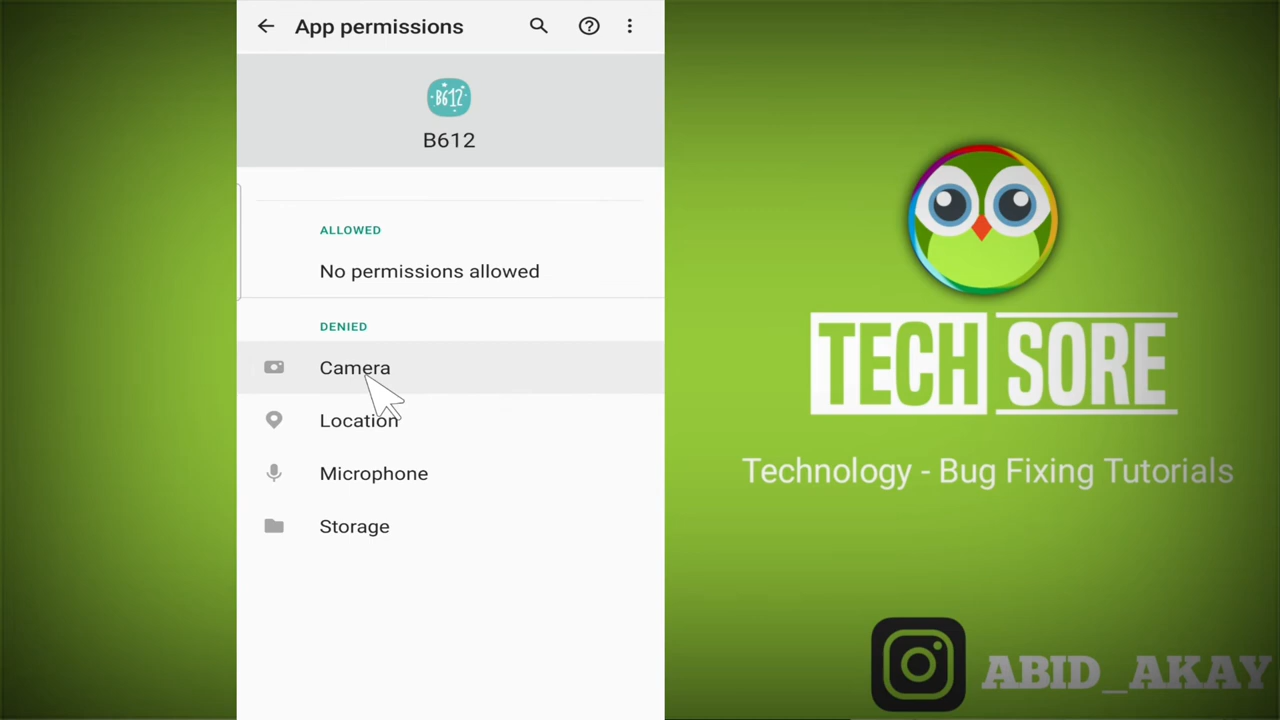 App permissions
B612
B612
ALLOWED
No permissions allowed
DENIED
Camera
Location
Microphone
Storage
TECH SORE
Technology - Bug Fixing Tutorials
ABID_AKAY